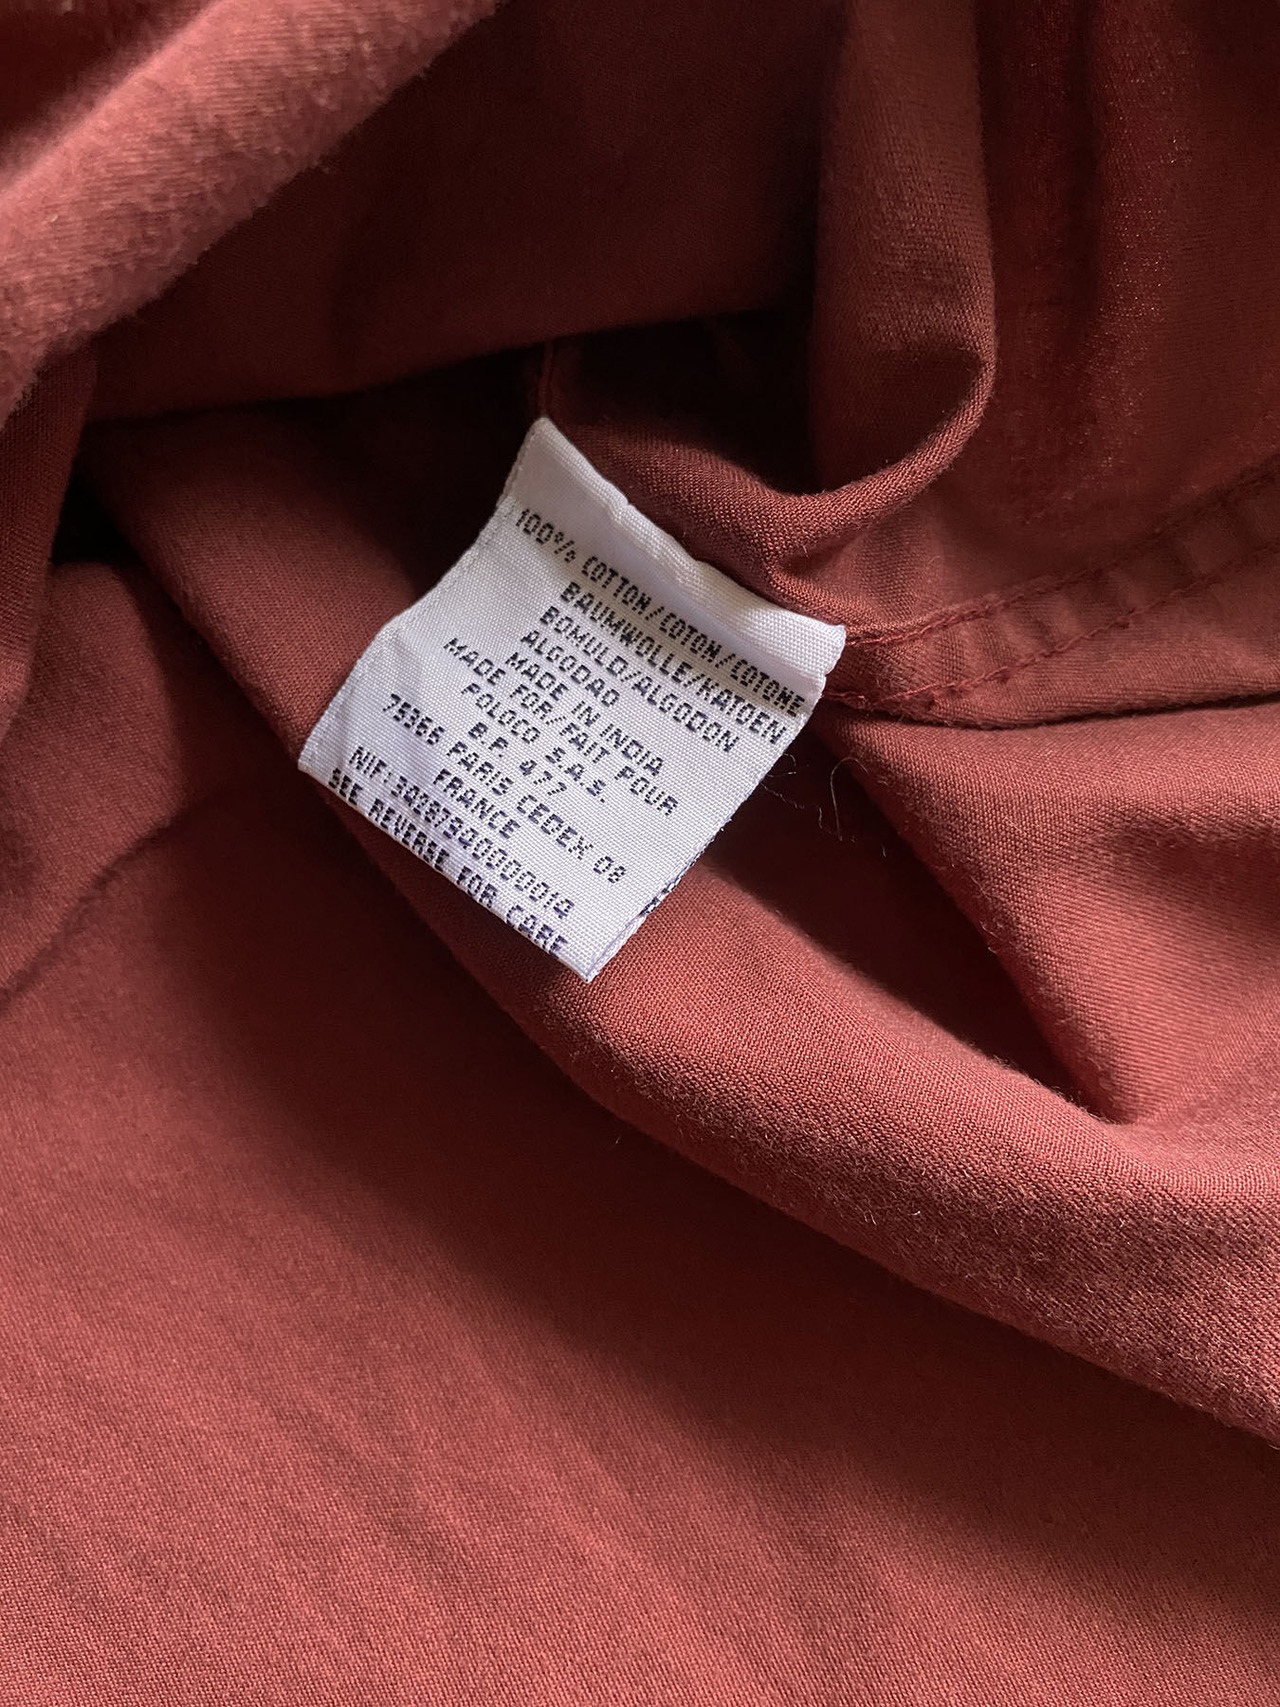 100% COTTON/COTON/COTONE
BAUMWOLLE/KATOEN
BOMULD/ALGODON
ALGODAO
MADE IN INDIA
MADE FOR/FAIT POUR
POLOCO S.A.S.
B.P. 477
75366 PARIS CEDEX 08
FRANCE
SEE REVERSE FOR CARE